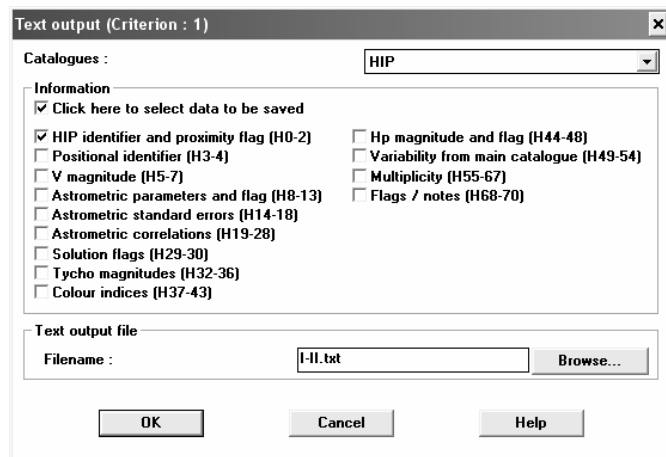 Text output (Criterion : 1)
Catalogues :
HIP
Information
Click here to select data to be saved
HIP identifier and proximity flag (H0-2)
Positional identifier (H3-4)
V magnitude (H5-7)
Astrometric parameters and flag (H8-13)
Astrometric standard errors (H14-18)
Astrometric correlations (H19-28)
Solution flags (H29-30)
Tycho magnitudes (H32-36)
Colour indices (H37-43)
Hp magnitude and flag (H44-48)
Variability from main catalogue (H49-54)
Multiplicity (H55-67)
Flags / notes (H68-70)
Text output file
Filename :
I-II.txt
Browse...
OK
Cancel
Help